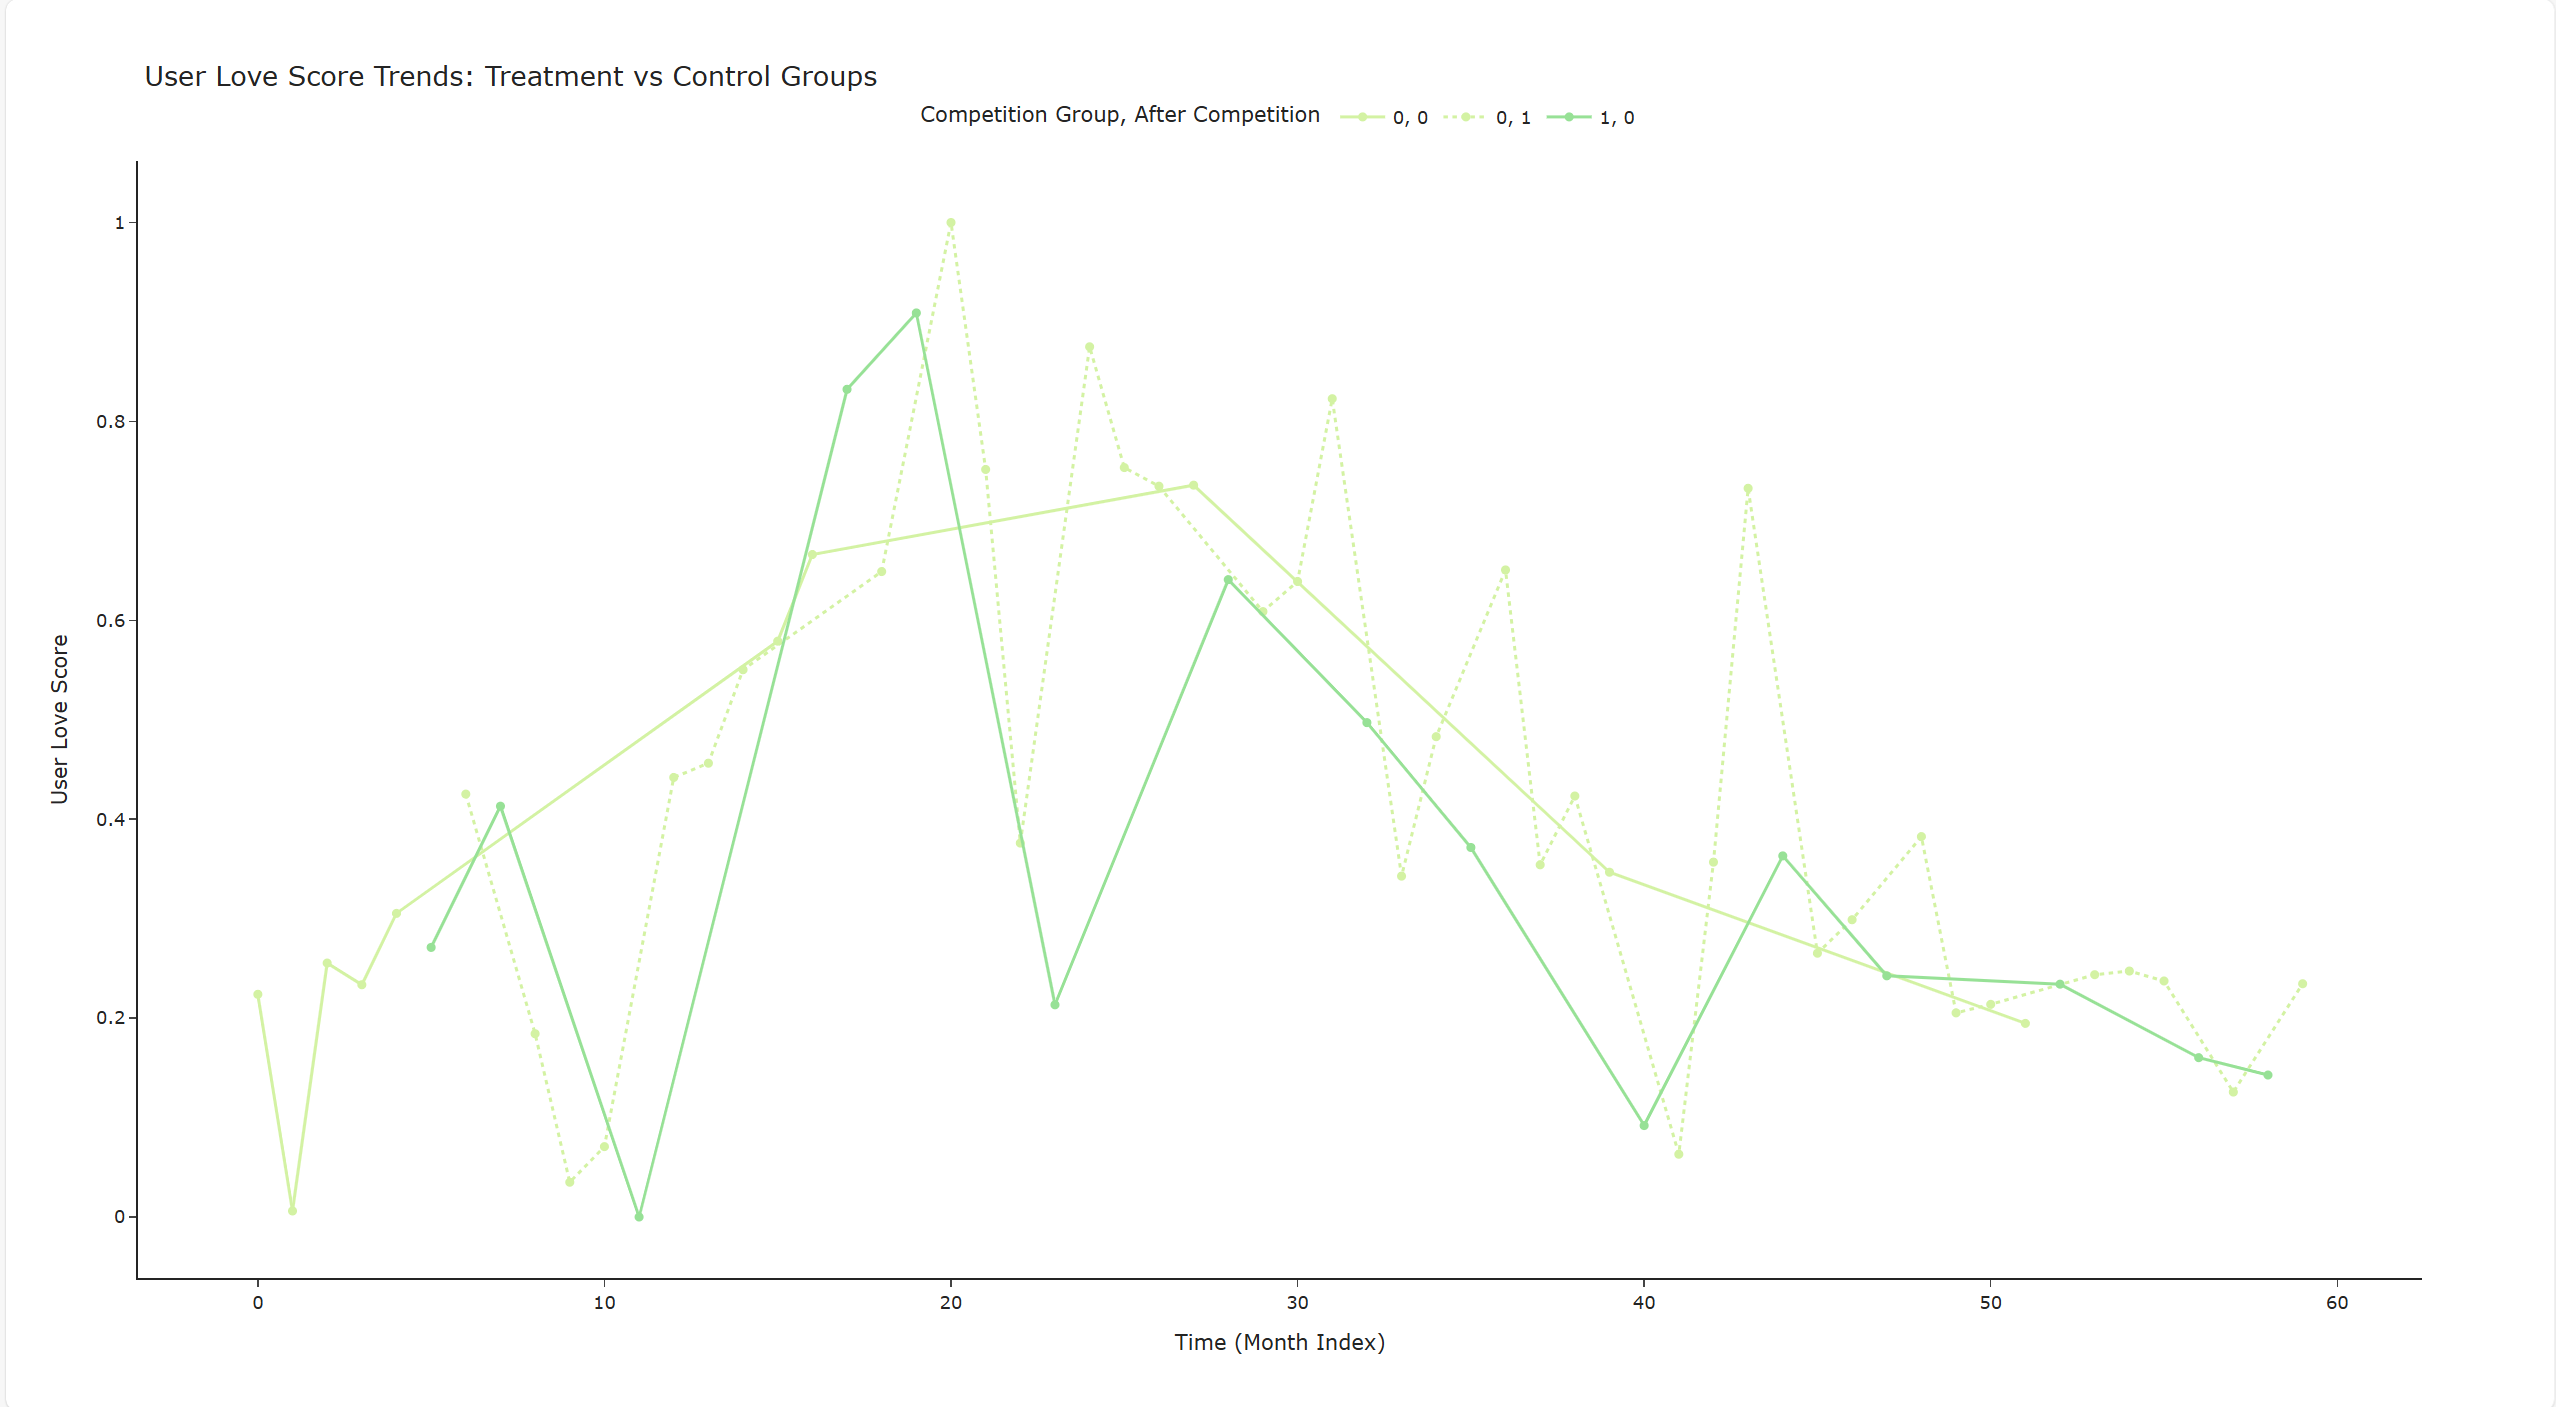 User Love Score Trends: Treatment vs Control Groups
Competition Group, After Competition 0, 0 0, 1 1, 0
1
0.8
0.6
0.4
0.2
0
User Love Score
0 10 20 30 40 50 60
Time (Month Index)